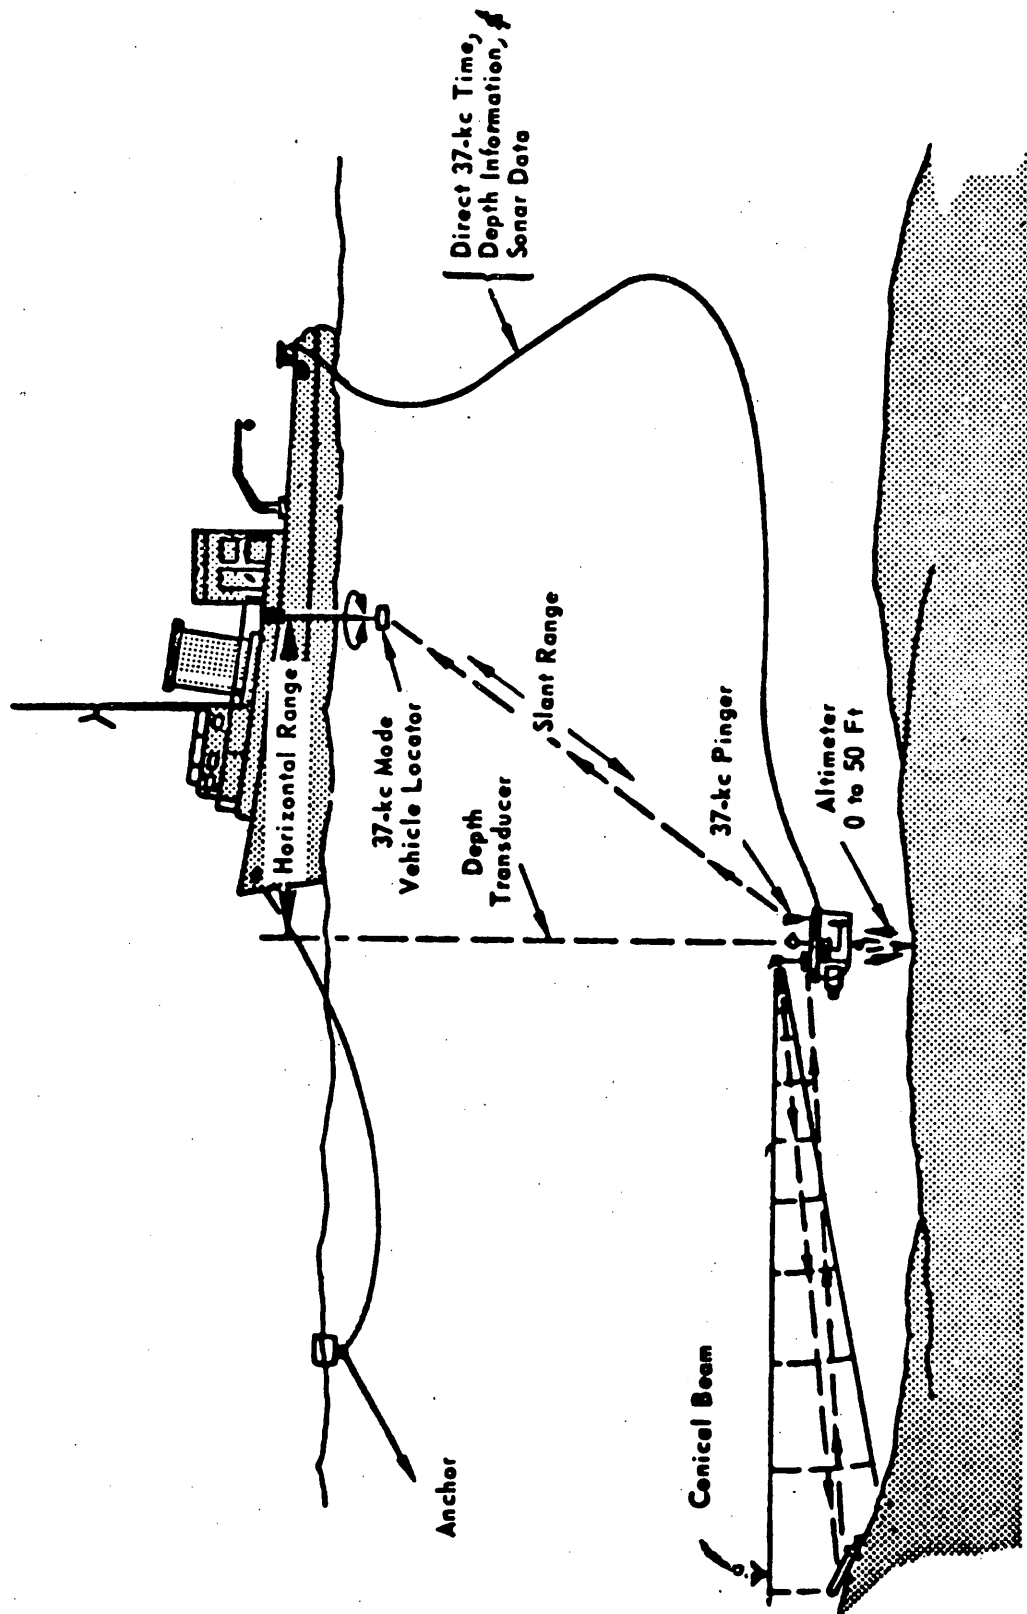 Direct 37-kc Time,
Depth Information, &
Sonar Data
Horizontal Range
37-kc Mode
Vehicle Locator
Slant Range
Depth
Transducer
37-kc Pinger
Altimeter
0 to 50 Ft
Anchor
Conical Beam